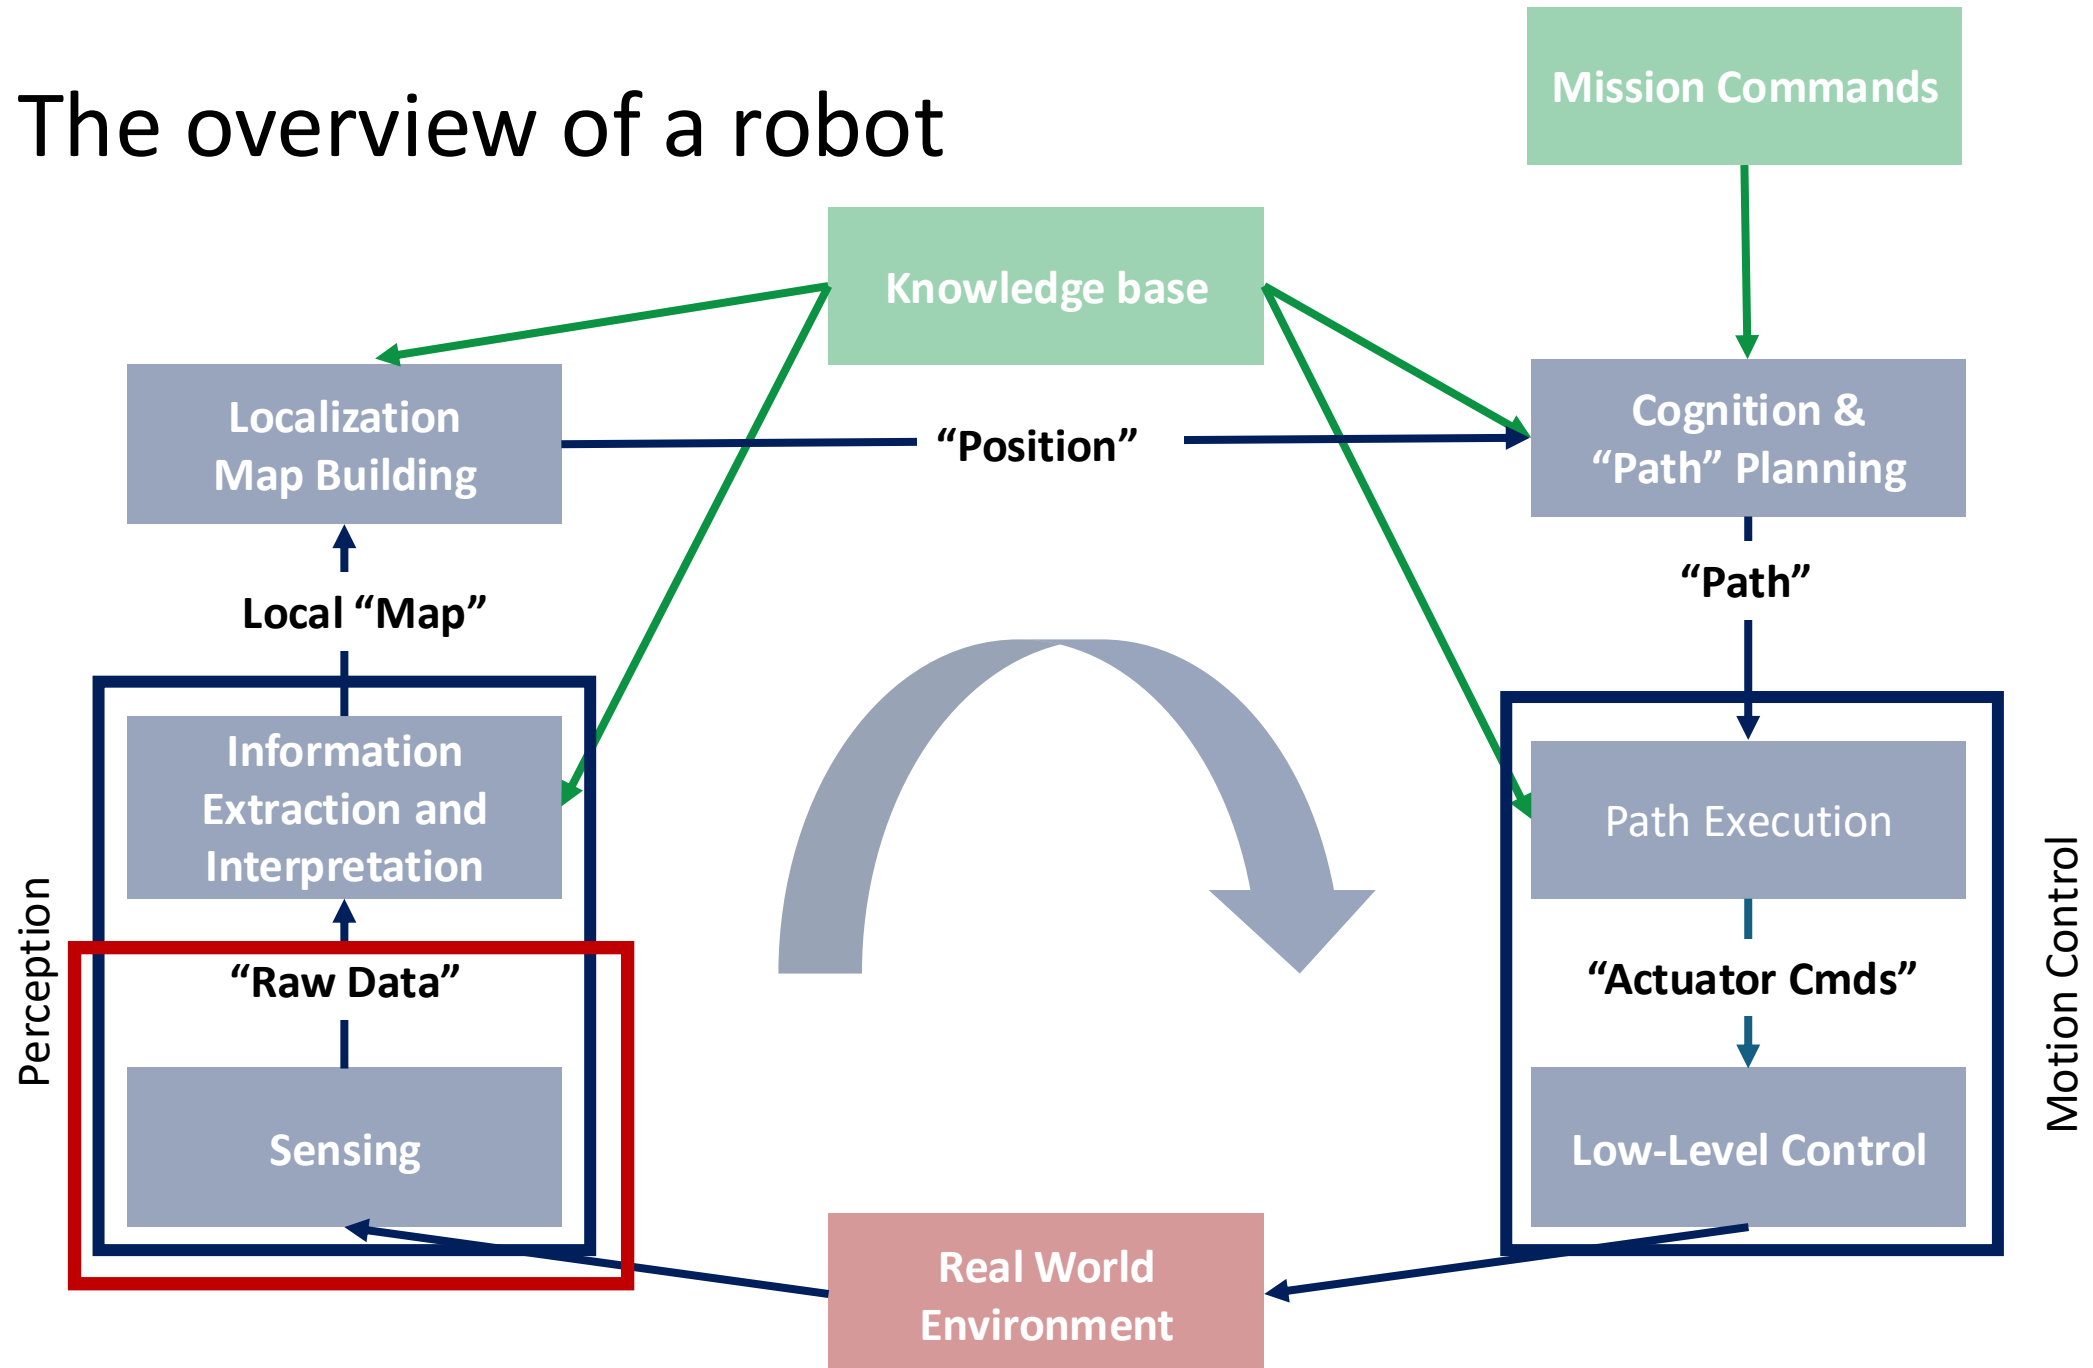 The overview of a robot
Mission Commands
Knowledge base
Localization
Map Building
“Position”
Cognition &
“Path” Planning
Local “Map”
“Path”
Information
Extraction and
Interpretation
Path Execution
Perception
“Raw Data”
“Actuator Cmds”
Motion Control
Sensing
Low-Level Control
Real World
Environment